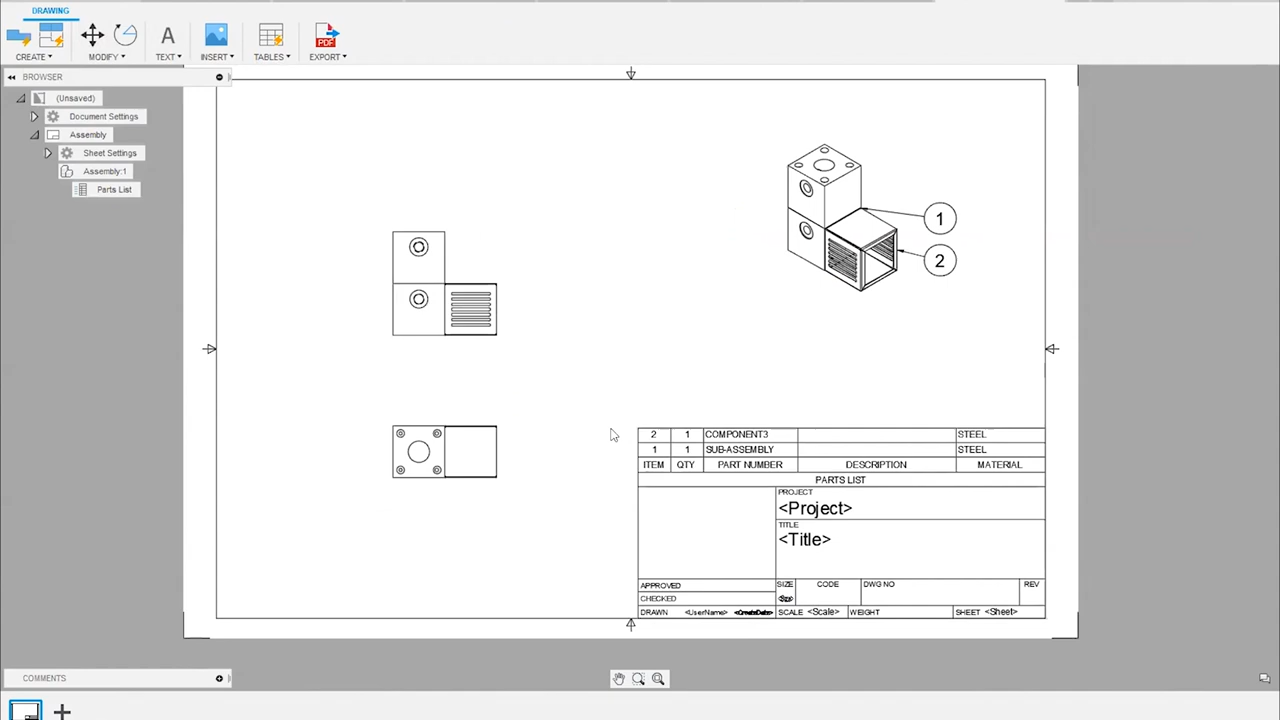 DRAWING
CREATE MODIFY TEXT INSERT TABLES PDF EXPORT
BROWSER
(Unsaved)
Document Settings
Assembly
Sheet Settings
Assembly:1
Parts List
1
2
2 1 COMPONENT3 STEEL
1 1 SUB-ASSEMBLY STEEL
ITEM QTY PART NUMBER DESCRIPTION MATERIAL
PARTS LIST
PROJECT
<Project>
TITLE
<Title>
APPROVED SIZE CODE DWG NO REV
CHECKED
DRAWN <UserName> <CreateDate> SCALE <Scale> WEIGHT SHEET <Sheet>
COMMENTS